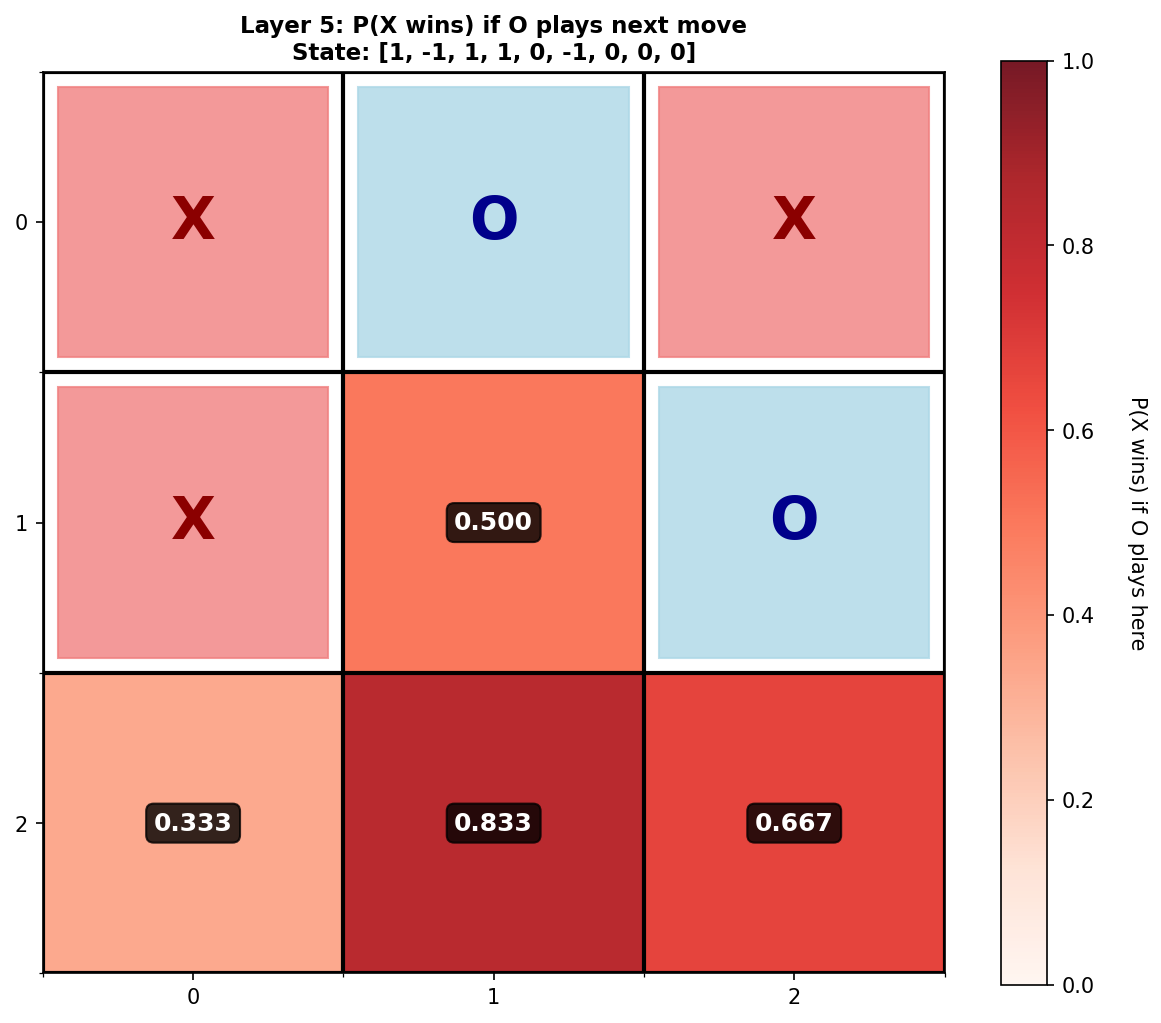 Layer 5: P(X wins) if O plays next move
State: [1, -1, 1, 1, 0, -1, 0, 0, 0]
0
X
O
X
1
X
0.500
O
2
0.333
0.833
0.667
0
1
2
1.0
0.8
0.6
0.4
0.2
0.0
P(X wins) if O plays here